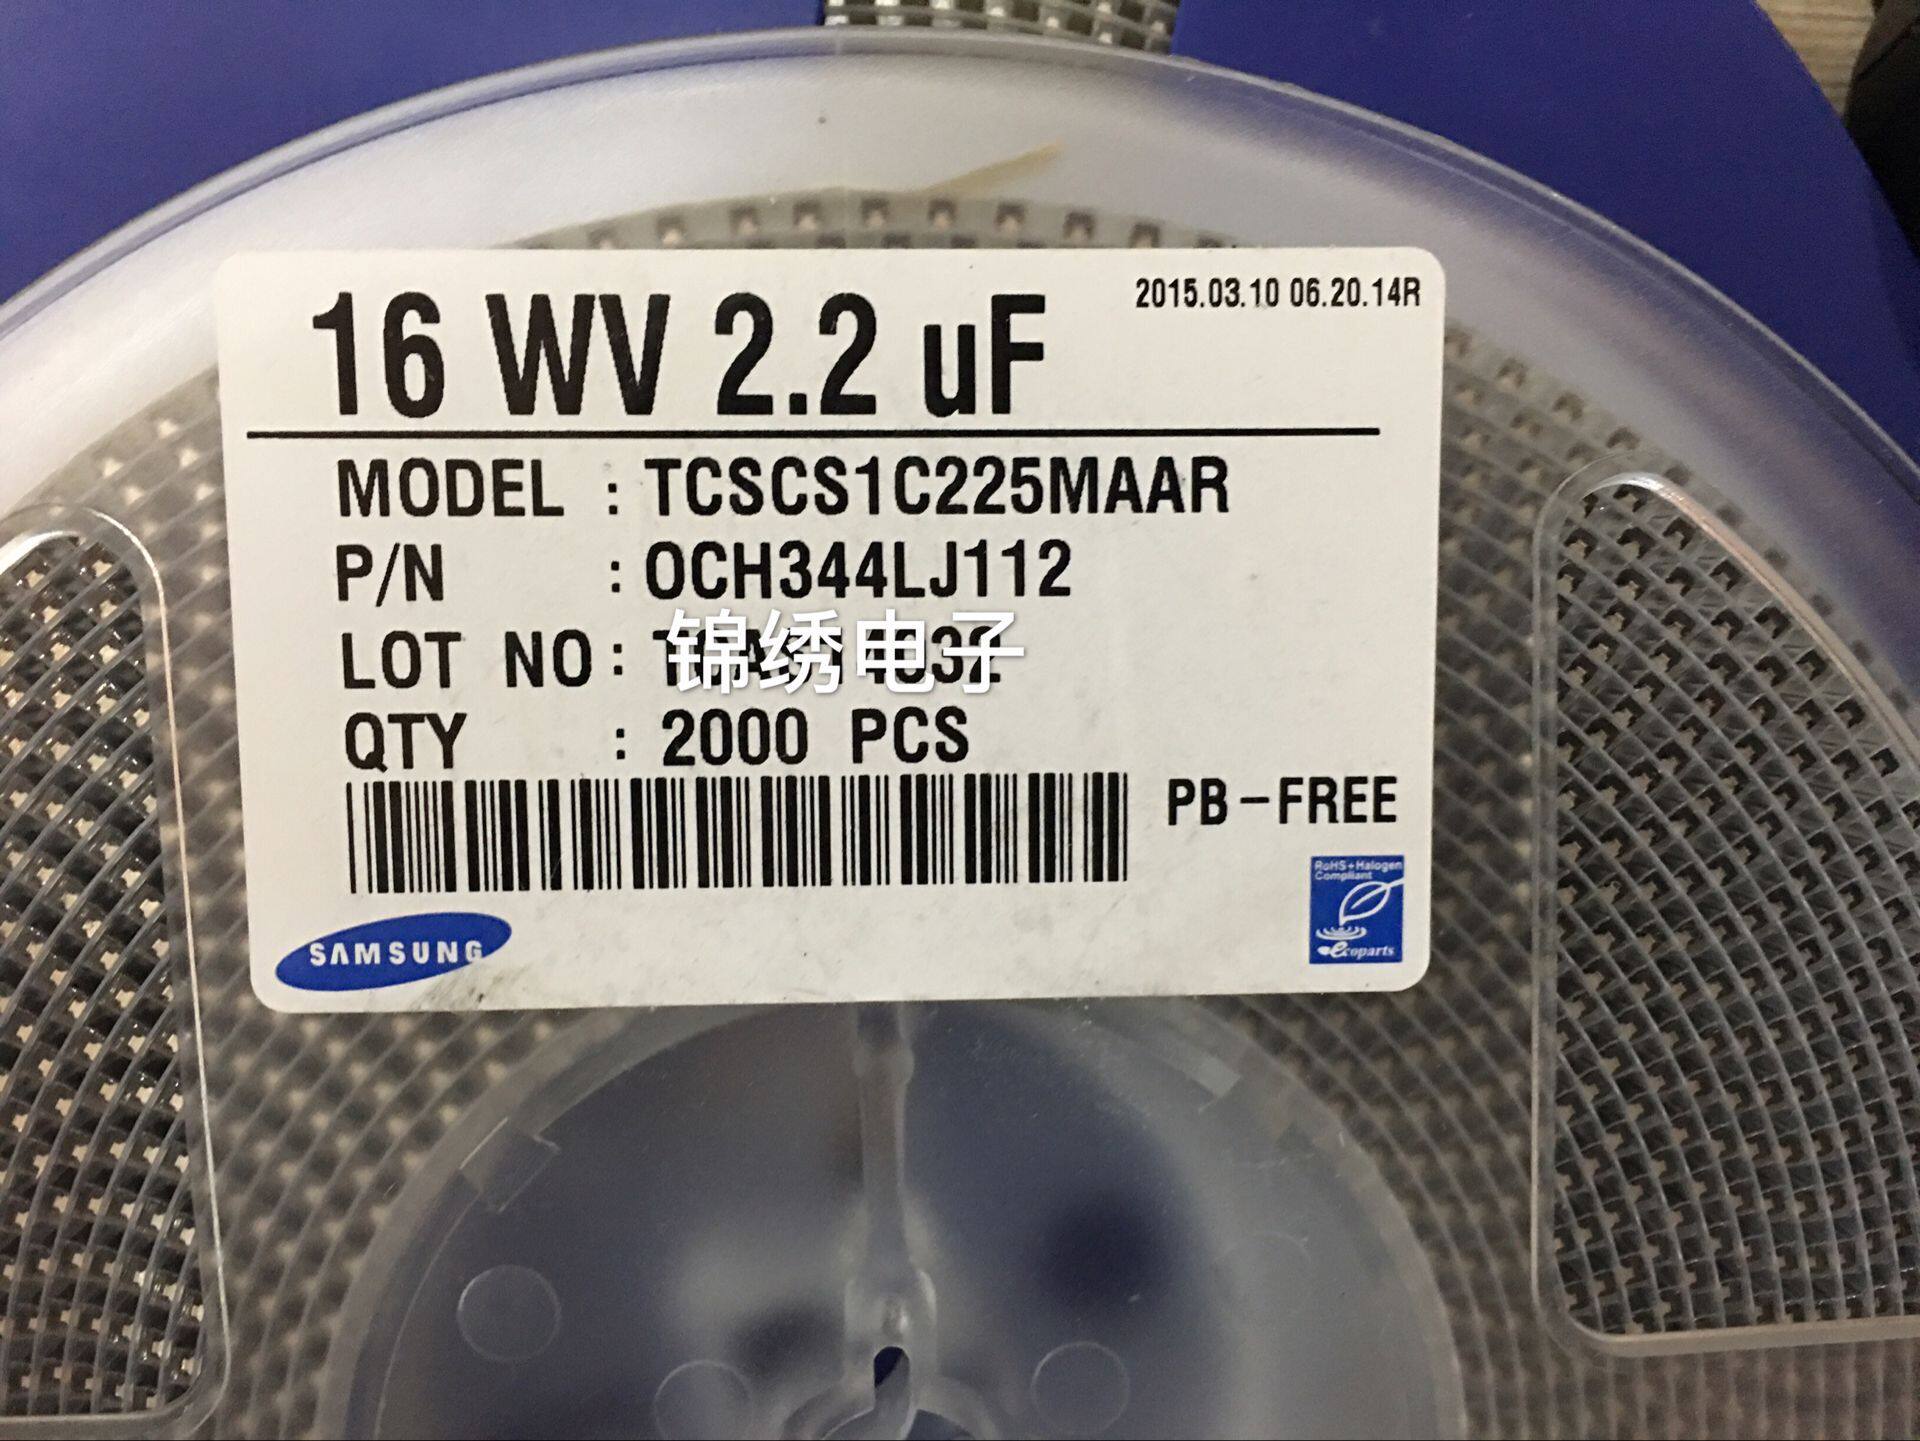 2015.03.10 06.20.14R
16 WV 2.2 uF
MODEL : TCSCS1C225MAAR
P/N : OCH344LJ112
LOT NO :
锦绣电子
QTY : 2000 PCS
PB-FREE
RoHS+Halogen
Compliant
ecoparts
SAMSUNG